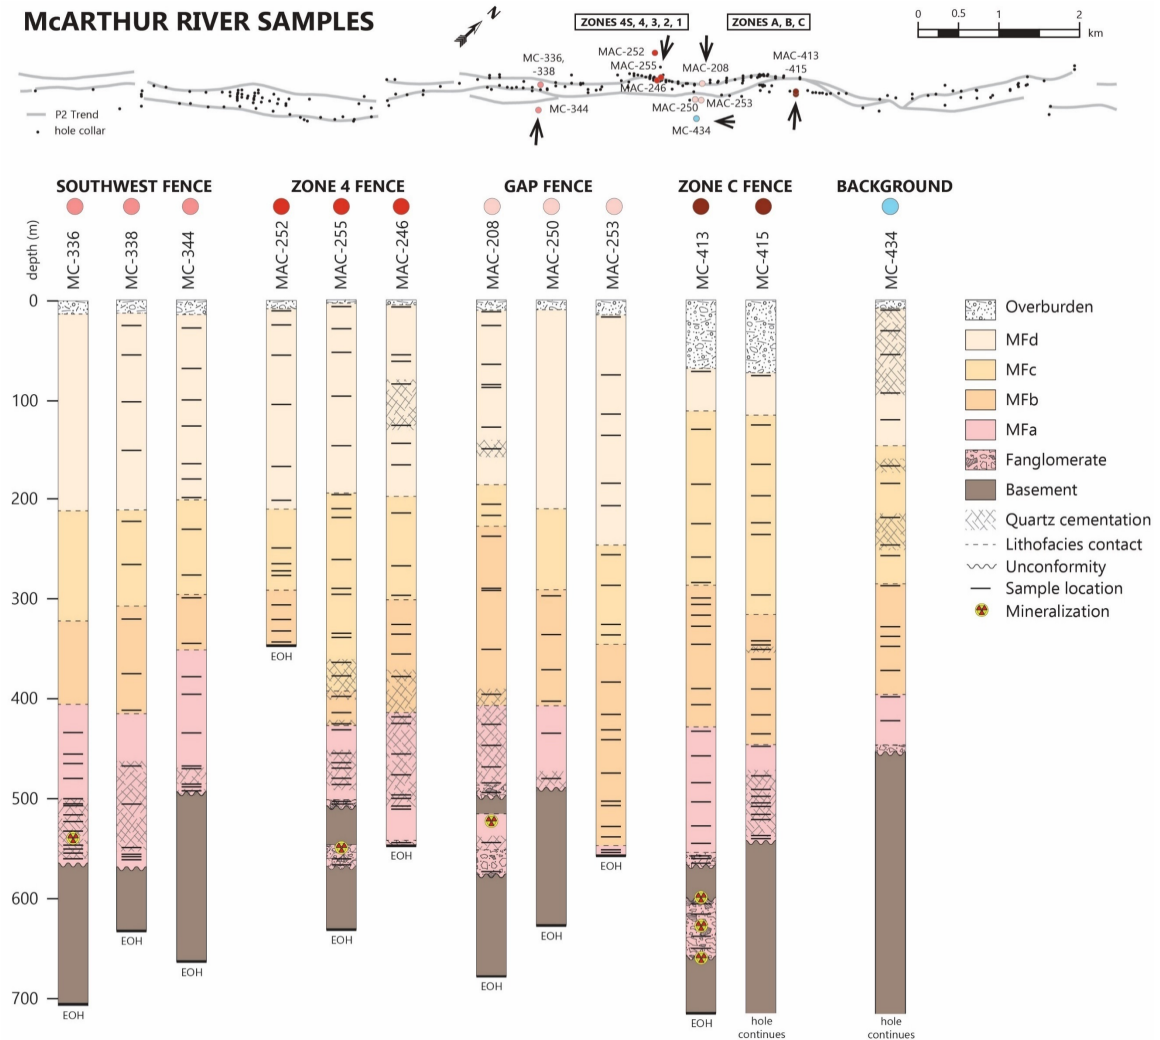 McARTHUR RIVER SAMPLES
N
ZONES 4S, 4, 3, 2, 1
ZONES A, B, C
0 0.5 1 2
km
MAC-252
MC-336,
-338
MAC-255
MAC-208
MAC-413
-415
MAC-246
MC-344
MAC-250
MAC-253
MC-434
P2 Trend
hole collar
SOUTHWEST FENCE
ZONE 4 FENCE
GAP FENCE
ZONE C FENCE
BACKGROUND
depth (m)
MC-336
MC-338
MC-344
MAC-252
MAC-255
MAC-246
MAC-208
MAC-250
MAC-253
MC-413
MC-415
MC-434
0
100
200
300
400
500
600
700
Overburden
MFd
MFc
MFb
MFa
Fanglomerate
Basement
Quartz cementation
Lithofacies contact
Unconformity
Sample location
Mineralization
EOH
EOH
EOH
EOH
EOH
EOH
EOH
EOH
EOH
EOH
hole
continues
hole
continues